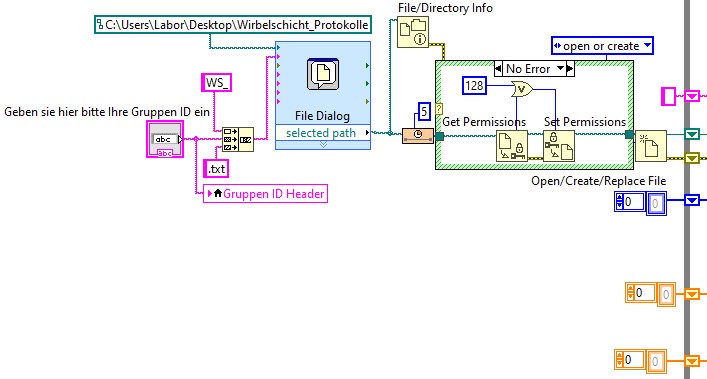 File/Directory Info
C:\Users\Labor\Desktop\Wirbelschicht_Protokolle
open or create
No Error
WS_
128
?
Geben sie hier bitte Ihre Gruppen ID ein
File Dialog
5
Get Permissions
Set Permissions
abc
abc
selected path
.txt
Open/Create/Replace File
Gruppen ID Header
0
0
0
0
0
0